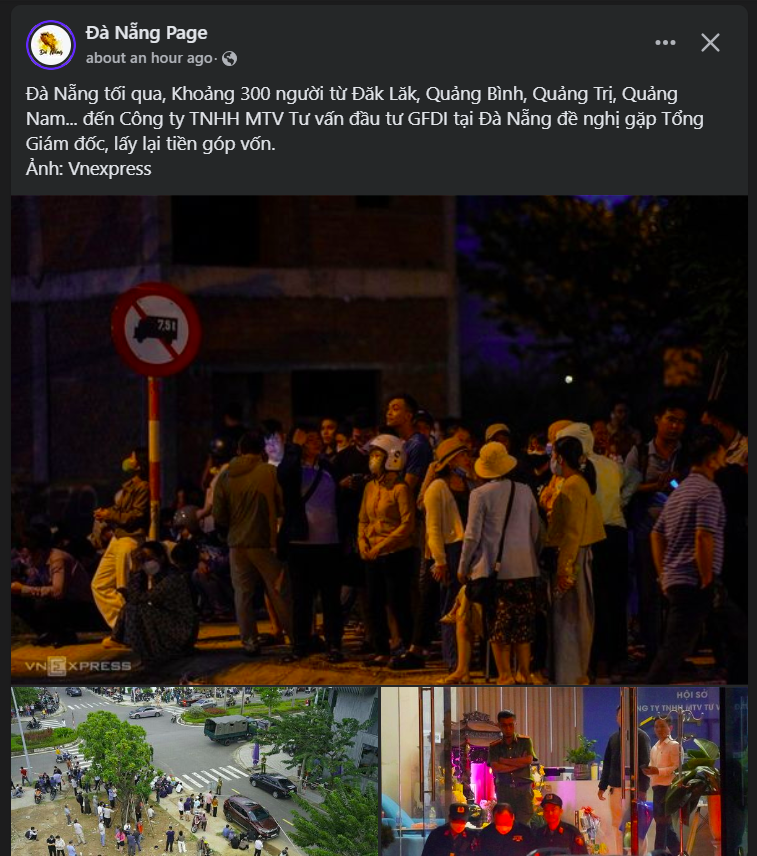 Đà Nẵng Page
about an hour ago ·
Đà Nẵng tối qua, Khoảng 300 người từ Đăk Lăk, Quảng Bình, Quảng Trị, Quảng
Nam... đến Công ty TNHH MTV Tư vấn đầu tư GFDI tại Đà Nẵng đề nghị gặp Tổng
Giám đốc, lấy lại tiền góp vốn.
Ảnh: Vnexpress
7,5t
VNEXPRESS
HỘI SỞ
NG TY TNHH MTV TƯ V